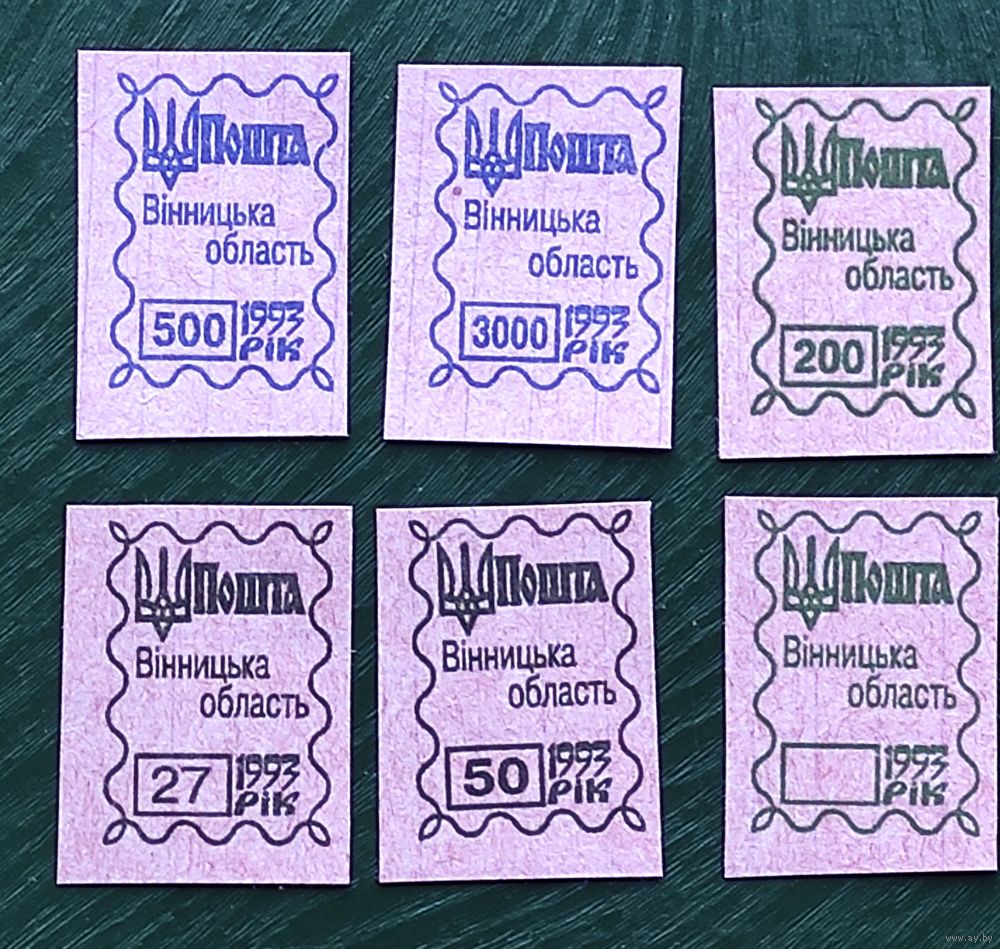 Пошта
Вінницька
область
500 1993
рік
Пошта
Вінницька
область
3000 1993
рік
Пошта
Вінницька
область
200 1993
рік
Пошта
Вінницька
область
27 1993
рік
Пошта
Вінницька
область
50 1993
рік
Пошта
Вінницька
область
1993
рік
www.ay.by